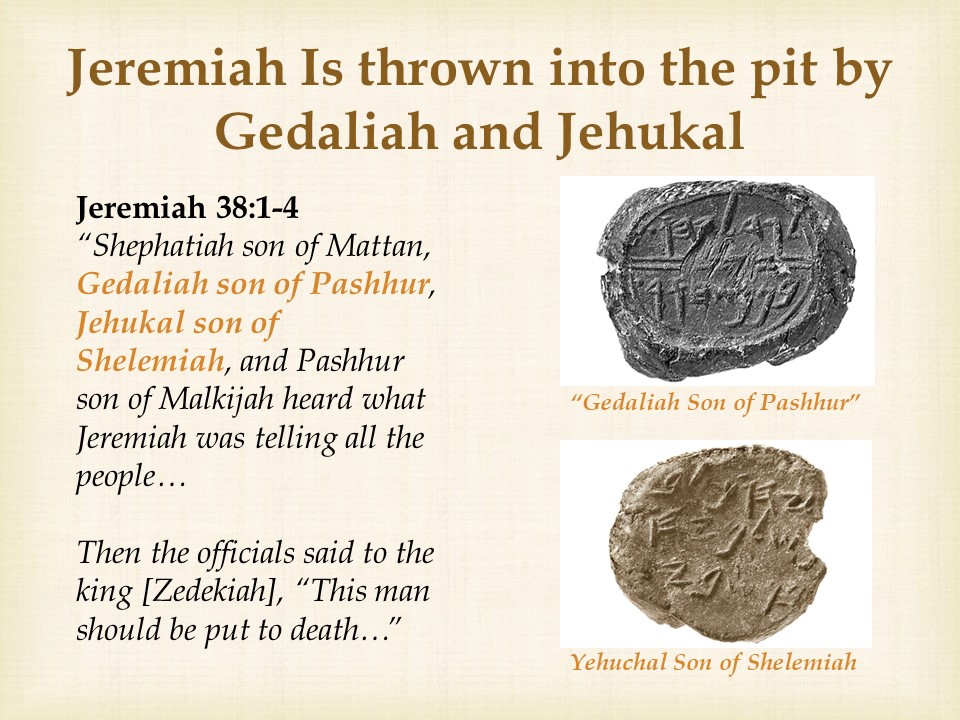 Jeremiah Is thrown into the pit by
Gedaliah and Jehukal
Jeremiah 38:1-4
“Shephatiah son of Mattan,
Gedaliah son of Pashhur,
Jehukal son of
Shelemiah, and Pashhur
son of Malkijah heard what
Jeremiah was telling all the
people…
Then the officials said to the
king [Zedekiah], “This man
should be put to death…”
“Gedaliah Son of Pashhur”
Yehuchal Son of Shelemiah